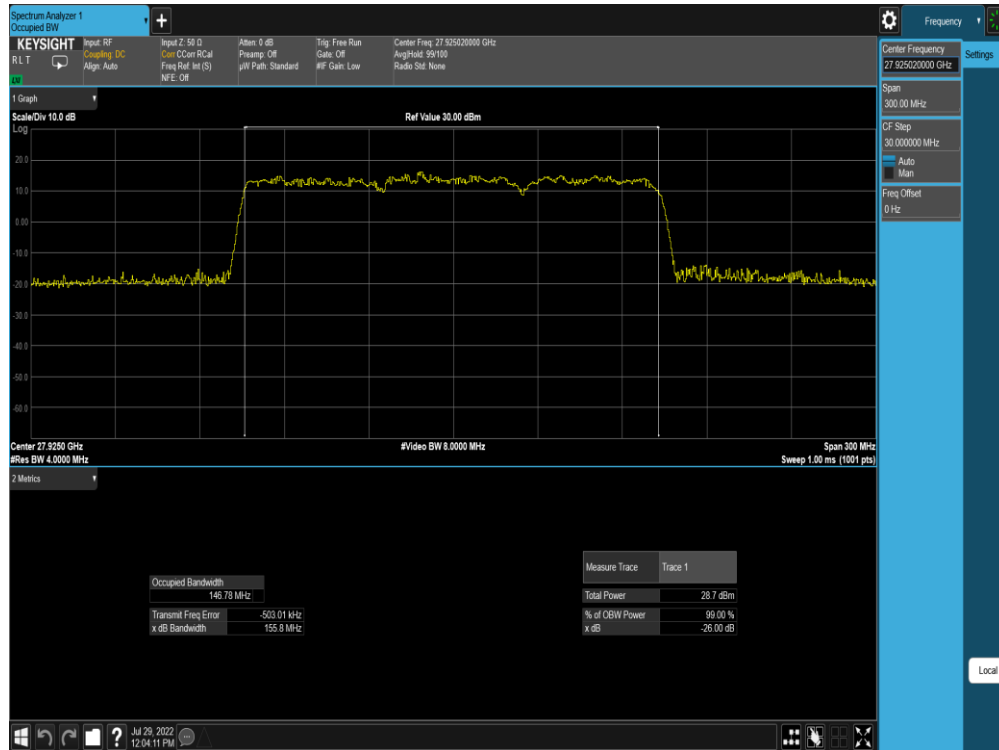 Spectrum Analyzer 1
Occupied BW
+
Frequency
KEYSIGHT
RLT
LXI
Input: RF
Coupling: DC
Align: Auto
Input Z: 50 Ω
Corr CCorr RCal
Freq Ref: Int (S)
NFE: Off
Atten: 0 dB
Preamp: Off
µW Path: Standard
Trig: Free Run
Gate: Off
#IF Gain: Low
Center Freq: 27.925020000 GHz
Avg|Hold: 99/100
Radio Std: None
Center Frequency
27.925020000 GHz
Settings
Span
300.00 MHz
CF Step
30.000000 MHz
Auto
Man
Freq Offset
0 Hz
1 Graph
Scale/Div 10.0 dB
Ref Value 30.00 dBm
Log
20.0
10.0
0.00
-10.0
-20.0
-30.0
-40.0
-50.0
-60.0
Center 27.9250 GHz
#Video BW 8.0000 MHz
Span 300 MHz
#Res BW 4.0000 MHz
Sweep 1.00 ms (1001 pts)
2 Metrics
Measure Trace Trace 1
Occupied Bandwidth
146.78 MHz
Total Power 28.7 dBm
Transmit Freq Error -503.01 kHz
% of OBW Power 99.00 %
x dB Bandwidth 155.8 MHz
x dB -26.00 dB
Local
?
Jul 29, 2022
12:04:11 PM